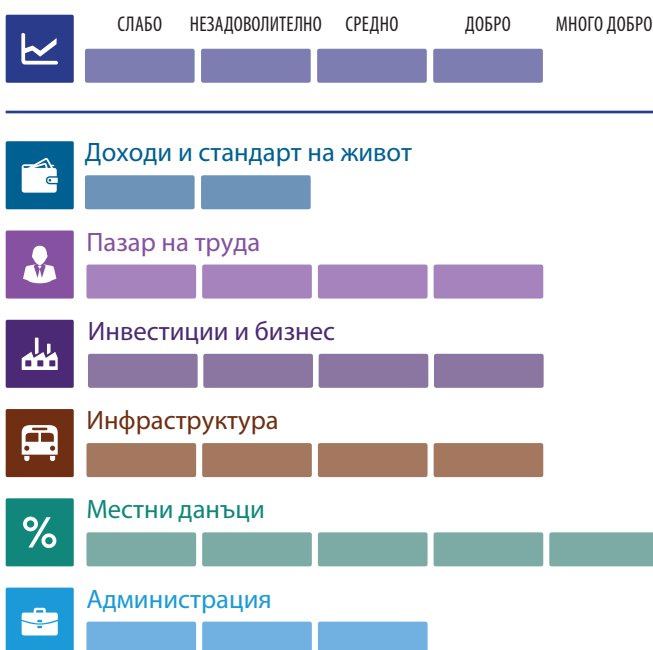 СЛАБО НЕЗАДОВОЛИТЕЛНО СРЕДНО ДОБРО МНОГО ДОБРО
Доходи и стандарт на живот
Пазар на труда
Инвестиции и бизнес
Инфраструктура
Местни данъци
%
Администрация